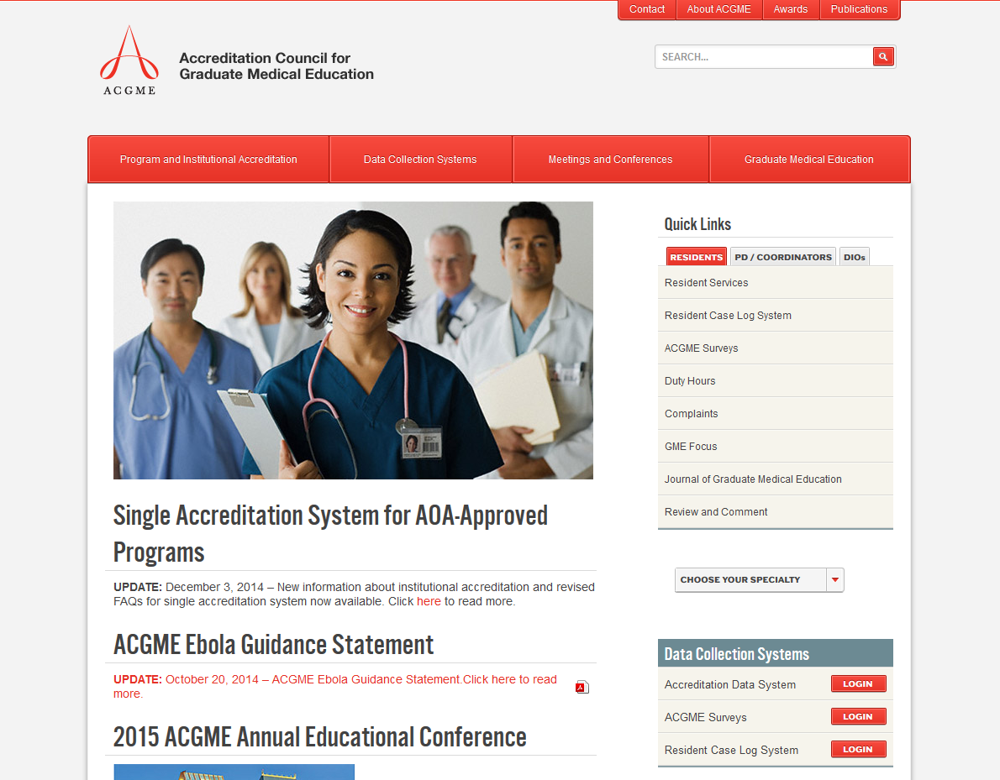 Contact
About ACGME
Awards
Publications
ACGME
Accreditation Council for
Graduate Medical Education
SEARCH...
Program and Institutional Accreditation
Data Collection Systems
Meetings and Conferences
Graduate Medical Education
Single Accreditation System for AOA-Approved
Programs
UPDATE: December 3, 2014 – New information about institutional accreditation and revised
FAQs for single accreditation system now available. Click here to read more.
ACGME Ebola Guidance Statement
UPDATE: October 20, 2014 – ACGME Ebola Guidance Statement.Click here to read
more.
2015 ACGME Annual Educational Conference
Quick Links
RESIDENTS
PD / COORDINATORS
DIOs
Resident Services
Resident Case Log System
ACGME Surveys
Duty Hours
Complaints
GME Focus
Journal of Graduate Medical Education
Review and Comment
CHOOSE YOUR SPECIALTY
Data Collection Systems
Accreditation Data System LOGIN
ACGME Surveys LOGIN
Resident Case Log System LOGIN